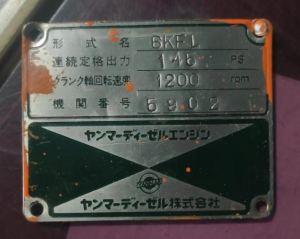 形式名 6KFL
連続定格出力 145 PS
クランク軸回転速度 1200 rpm
機関番号 5902
ヤンマーディーゼルエンジン
ヤンマーディーゼル株式会社